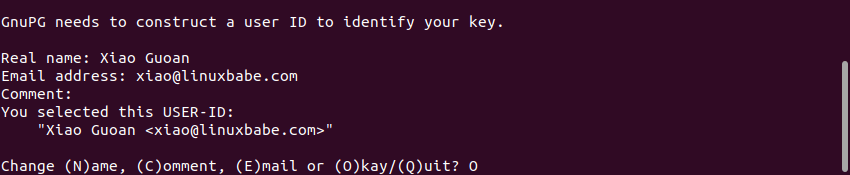 GnuPG needs to construct a user ID to identify your key.
Real name: Xiao Guoan
Email address: xiao@linuxbabe.com
Comment:
You selected this USER-ID:
"Xiao Guoan <xiao@linuxbabe.com>"
Change (N)ame, (C)omment, (E)mail or (O)kay/(Q)uit? O